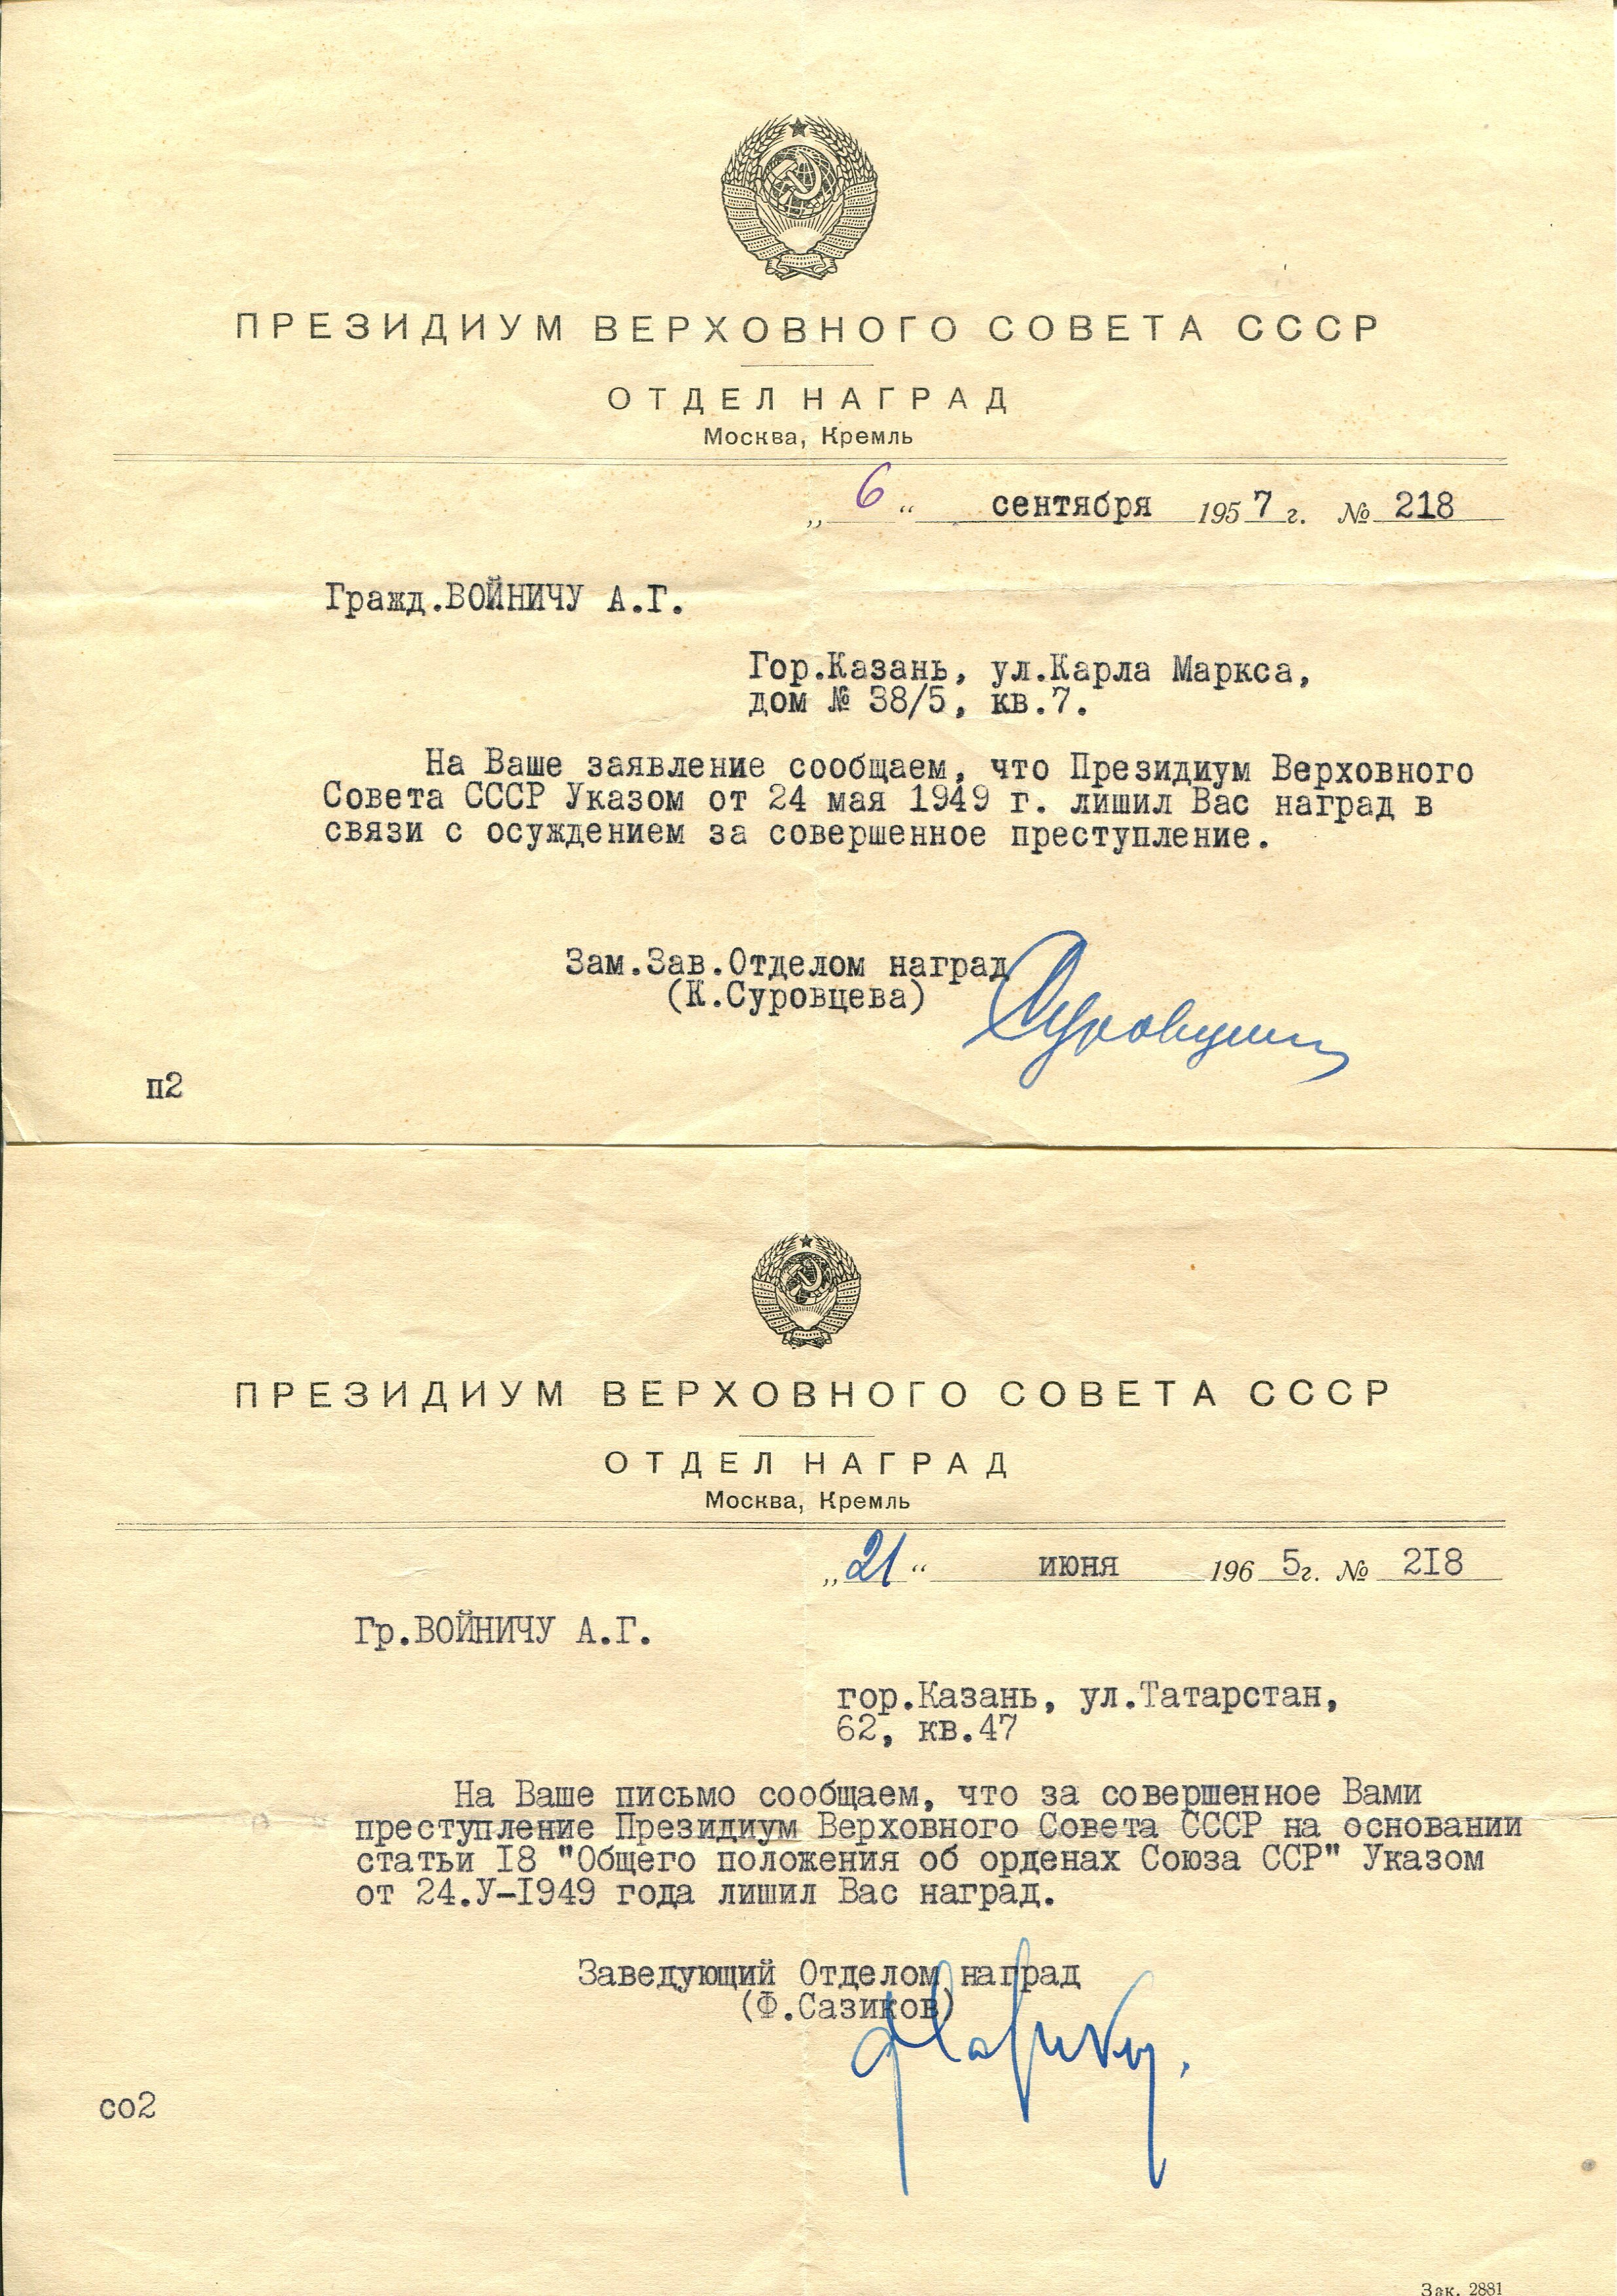 ПРЕЗИДИУМ ВЕРХОВНОГО СОВЕТА СССР
ОТДЕЛ НАГРАД
Москва, Кремль
„ 6 “ сентября 1957 г. № 218
Гражд.ВОЙНИЧУ А.Г.
Гор.Казань, ул.Карла Маркса,
дом № 38/5, кв.7.
На Ваше заявление сообщаем, что Президиум Верховного
Совета СССР Указом от 24 мая 1949 г. лишил Вас наград в
связи с осуждением за совершенное преступление.
Зам.Зав.Отделом наград
(К.Суровцева)
п2
ПРЕЗИДИУМ ВЕРХОВНОГО СОВЕТА СССР
ОТДЕЛ НАГРАД
Москва, Кремль
„ 21 “ июня 1965г. № 2I8
Гр.ВОЙНИЧУ А.Г.
гор.Казань, ул.Татарстан,
62, кв.47
На Ваше письмо сообщаем, что за совершенное Вами
преступление Президиум Верховного Совета СССР на основании
статьи I8 "Общего положения об орденах Союза ССР" Указом
от 24.У-I949 года лишил Вас наград.
Заведующий Отделом наград
(Ф.Сазиков)
со2
Зак. 2881